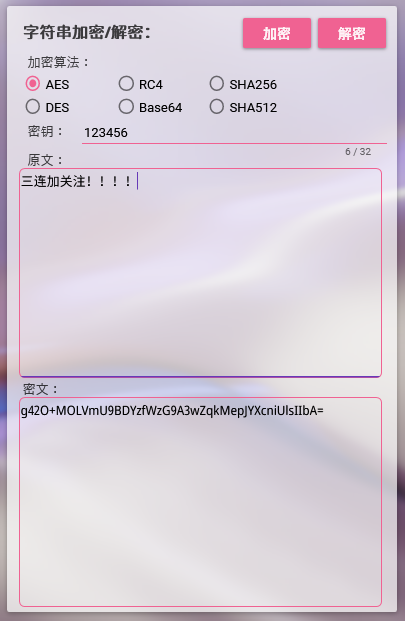 字符串加密/解密：
加密 解密
加密算法：
AES RC4 SHA256
DES Base64 SHA512
密钥： 123456
6 / 32
原文：
三连加关注！！！！
密文：
g42O+MOLVmU9BDYzfWzG9A3wZqkMepJYXcniUlsIIbA=